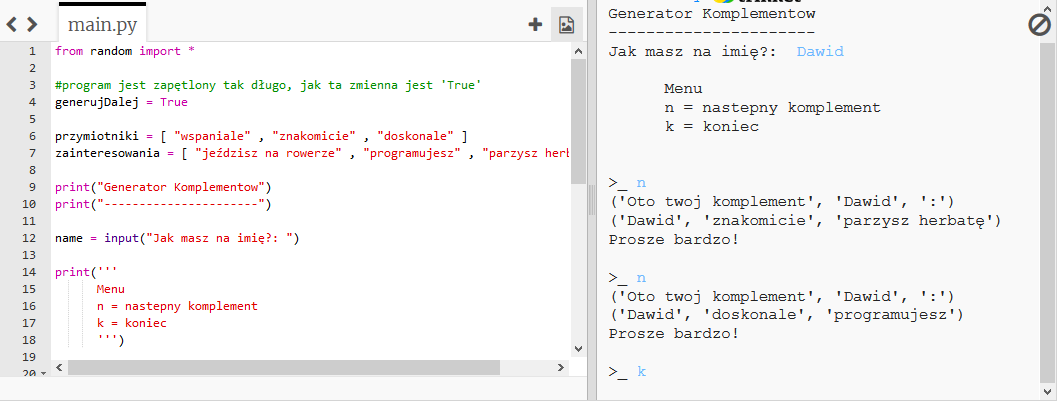 main.py
1 from random import *
2
3 #program jest zapętlony tak długo, jak ta zmienna jest 'True'
4 generujDalej = True
5
6 przymiotniki = [ "wspaniale" , "znakomicie" , "doskonale" ]
7 zainteresowania = [ "jeździsz na rowerze" , "programujesz" , "parzysz herb
8
9 print("Generator Komplementow")
10 print("----------------------")
11
12 name = input("Jak masz na imię?: ")
13
14 print('''
15 Menu
16 n = nastepny komplement
17 k = koniec
18 ''')
19
20
Generator Komplementow
----------------------
Jak masz na imię?: Dawid
Menu
n = nastepny komplement
k = koniec
>_ n
('Oto twoj komplement', 'Dawid', ':')
('Dawid', 'znakomicie', 'parzysz herbatę')
Prosze bardzo!
>_ n
('Oto twoj komplement', 'Dawid', ':')
('Dawid', 'doskonale', 'programujesz')
Prosze bardzo!
>_ k